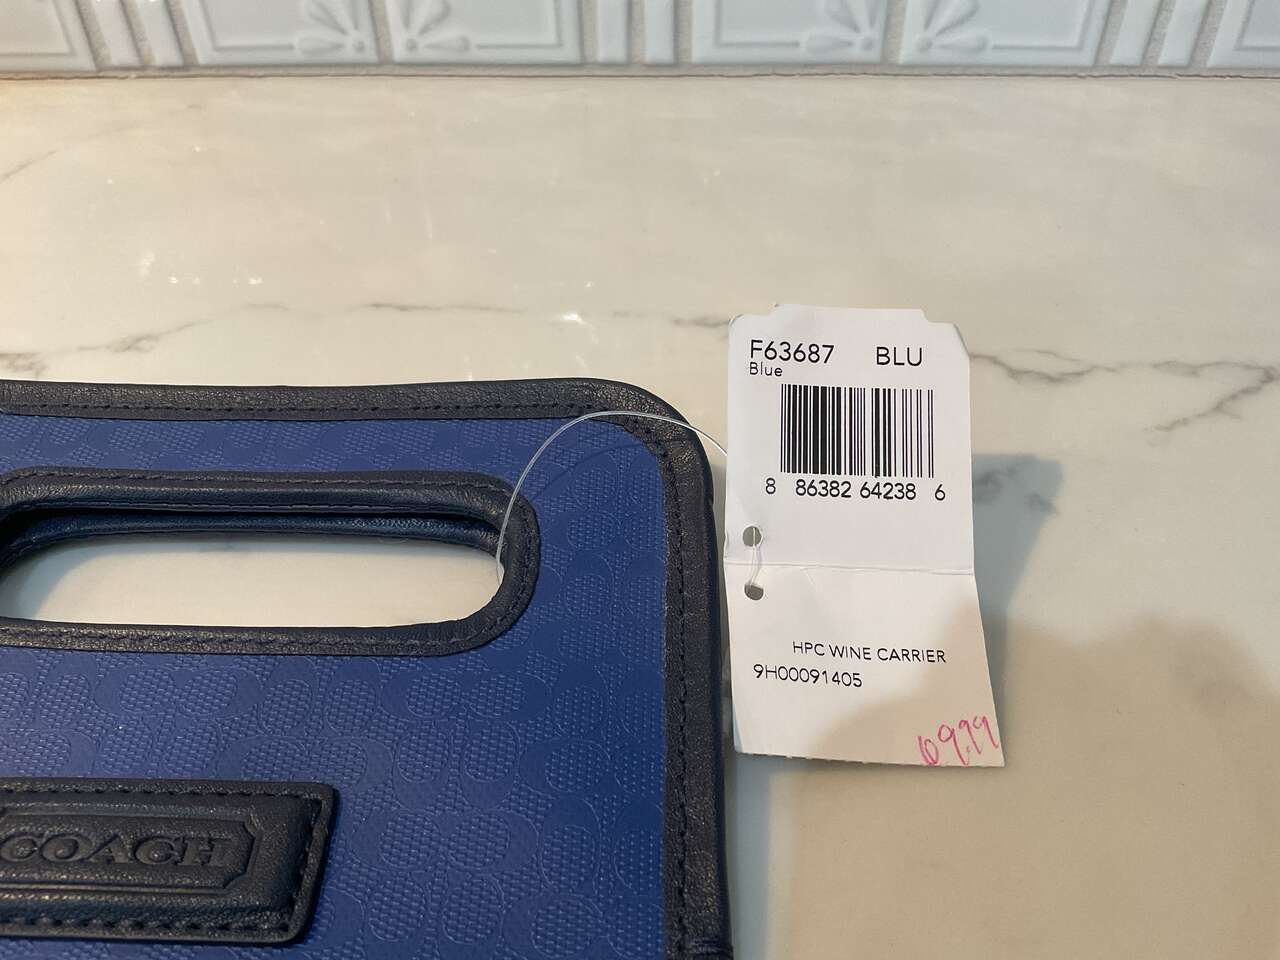 F63687 BLU
Blue
8 86382 64238 6
HPC WINE CARRIER
9H00091405
69.99
COACH